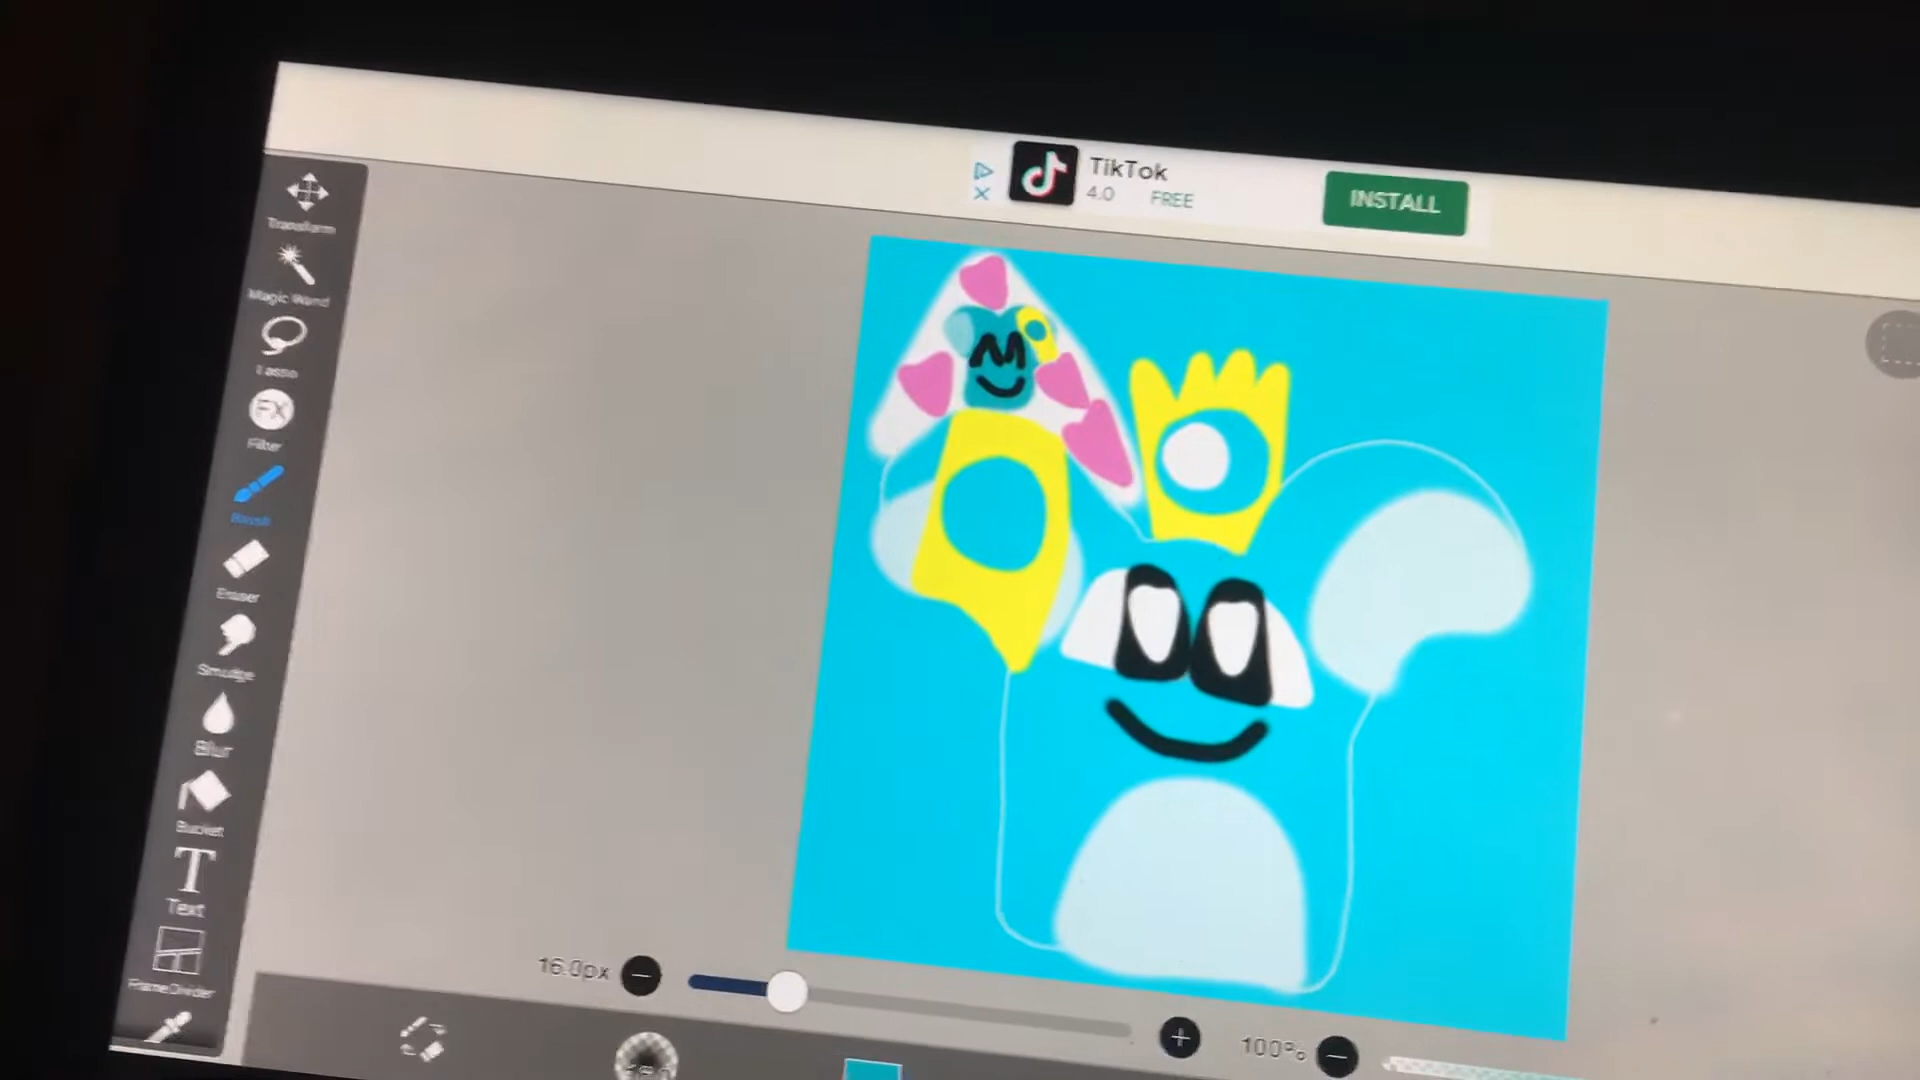 TikTok
4.0 FREE
INSTALL
Transform
Magic Wand
Lasso
FX
Filter
Brush
Eraser
Smudge
Blur
Bucket
T
Text
Frame Divider
16.0px
100%